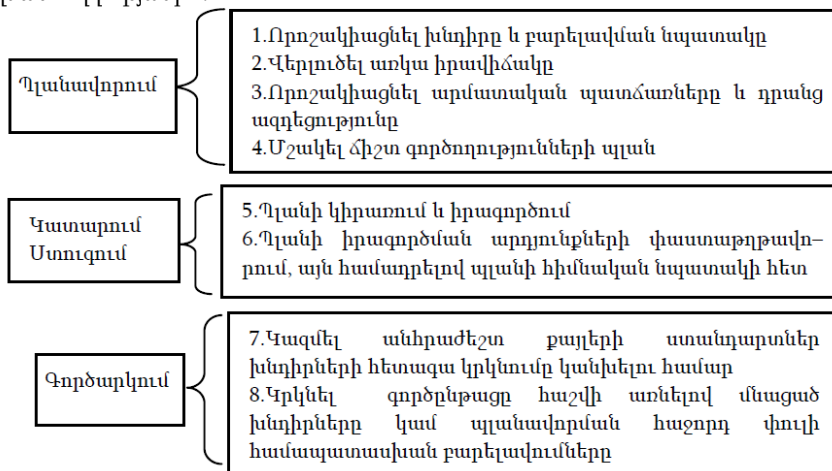 Պլանավորում
1.Որոշակիացնել խնդիրը և բարելավման նպատակը
2.Վերլուծել առկա իրավիճակը
3.Որոշակիացնել արմատական պատճառները և դրանց
ազդեցությունը
4.Մշակել ճիշտ գործողությունների պլան
Կատարում
Ստուգում
5.Պլանի կիրառում և իրագործում
6.Պլանի իրագործման արդյունքների փաստաթղթավո–
րում, այն համադրելով պլանի հիմնական նպատակի հետ
Գործարկում
7.Կազմել անհրաժեշտ քայլերի ստանդարտներ
խնդիրների հետագա կրկնումը կանխելու համար
8.Կրկնել գործընթացը հաշվի առնելով մնացած
խնդիրները կամ պլանավորման հաջորդ փուլի
համապատասխան բարելավումները